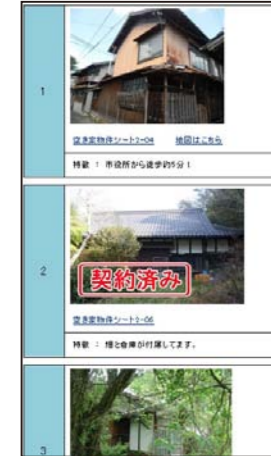 1
空き家物件シート2-04 地図はこちら
特徴 : 市役所から徒歩約5分!
2
契約済み
空き家物件シート2-06
特徴 : 畑と倉庫が付属してます。
3